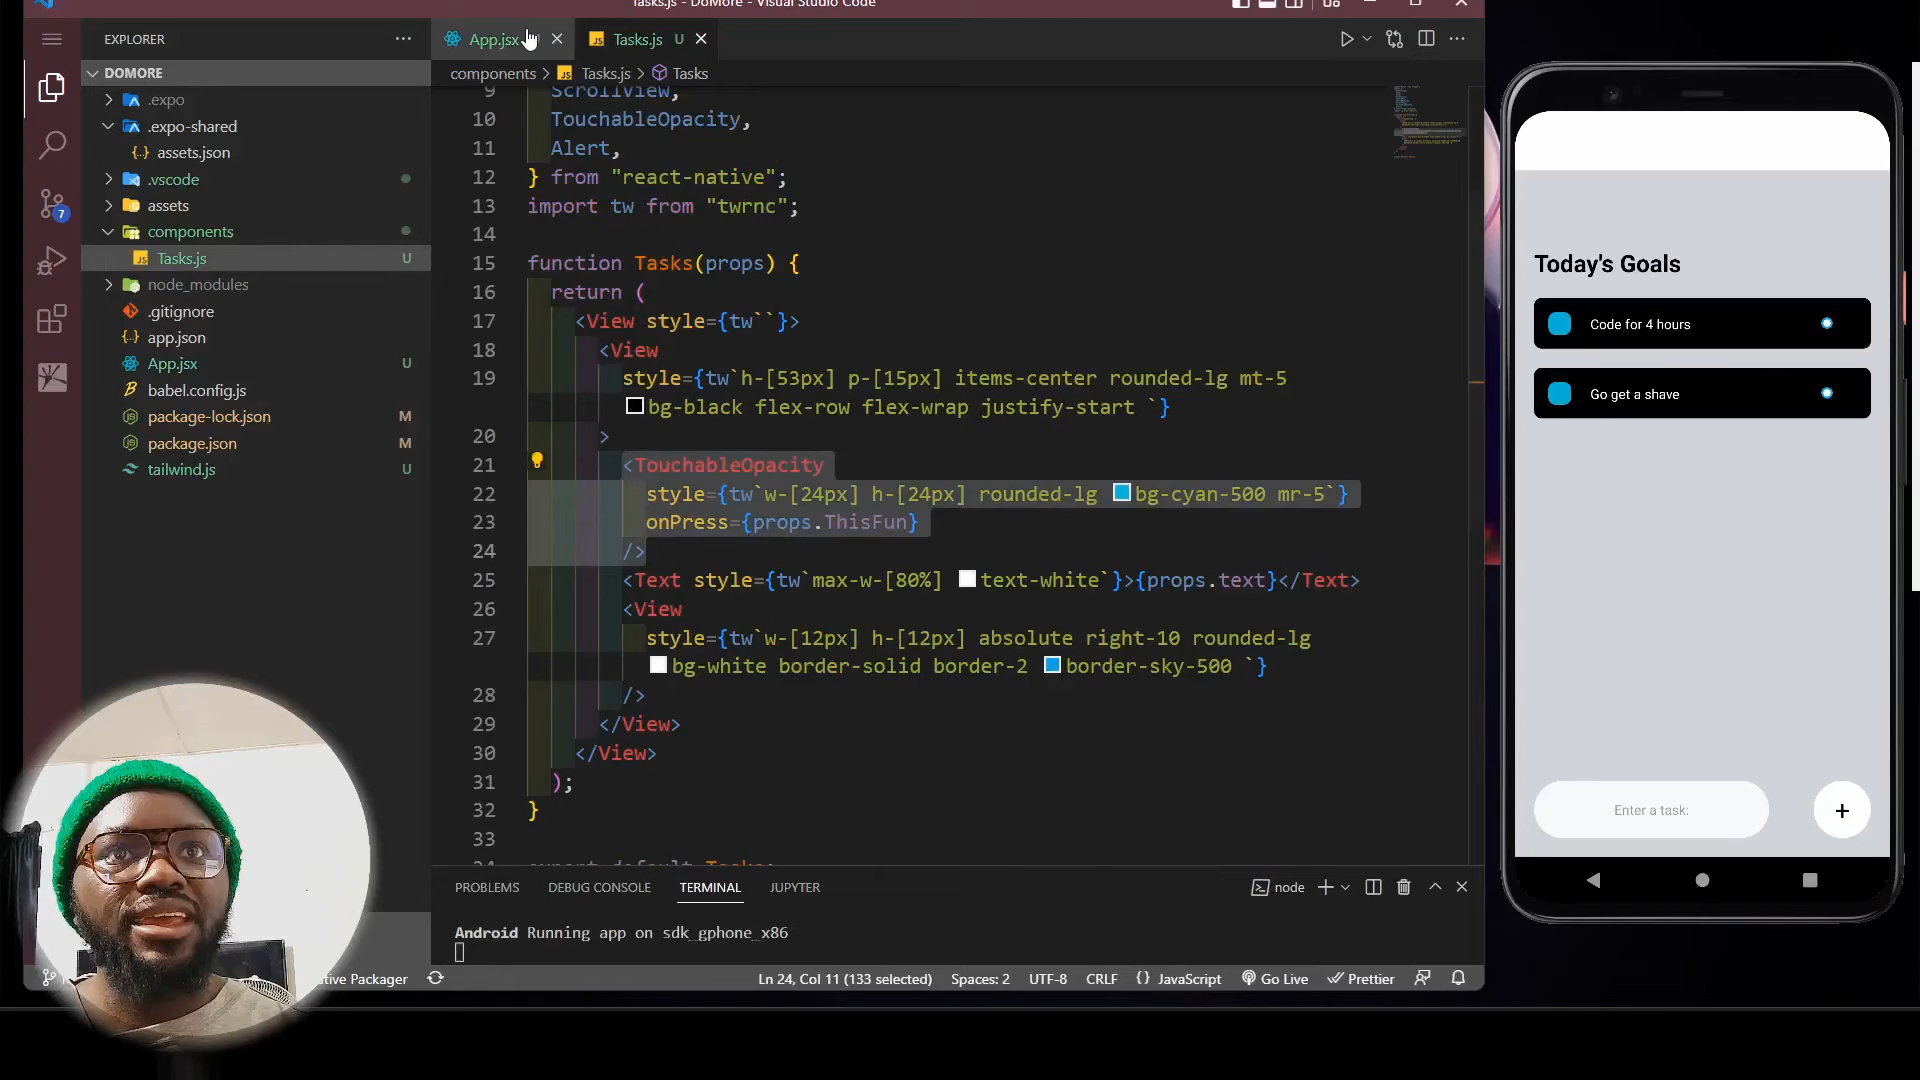 Tasks.js - DoMore - Visual Studio Code
EXPLORER
App.jsx
Tasks.js U
DOMORE
components > Tasks.js > Tasks
.expo
.expo-shared
assets.json
.vscode
assets
components
Tasks.js U
node_modules
.gitignore
app.json
App.jsx U
babel.config.js
package-lock.json M
package.json M
tailwind.js
7
9 ScrollView,
10 TouchableOpacity,
11 Alert,
12 } from "react-native";
13 import tw from "twrnc";
14
15 function Tasks(props) {
16 return (
17 <View style={tw``}>
18 <View
19 style={tw`h-[53px] p-[15px] items-center rounded-lg mt-5
bg-black flex-row flex-wrap justify-start `}
20 >
21 <TouchableOpacity
22 style={tw`w-[24px] h-[24px] rounded-lg bg-cyan-500 mr-5`}
23 onPress={props.ThisFun}
24 />
25 <Text style={tw`max-w-[80%] text-white`}>{props.text}</Text>
26 <View
27 style={tw`w-[12px] h-[12px] absolute right-10 rounded-lg
bg-white border-solid border-2 border-sky-500 `}
28 />
29 </View>
30 </View>
31 );
32 }
33
34 export default Tasks;
PROBLEMS DEBUG CONSOLE TERMINAL JUPYTER
node
Android Running app on sdk_gphone_x86
ative Packager
Ln 24, Col 11 (133 selected) Spaces: 2 UTF-8 CRLF {} JavaScript Go Live Prettier
Today's Goals
Code for 4 hours
Go get a shave
Enter a task:
+